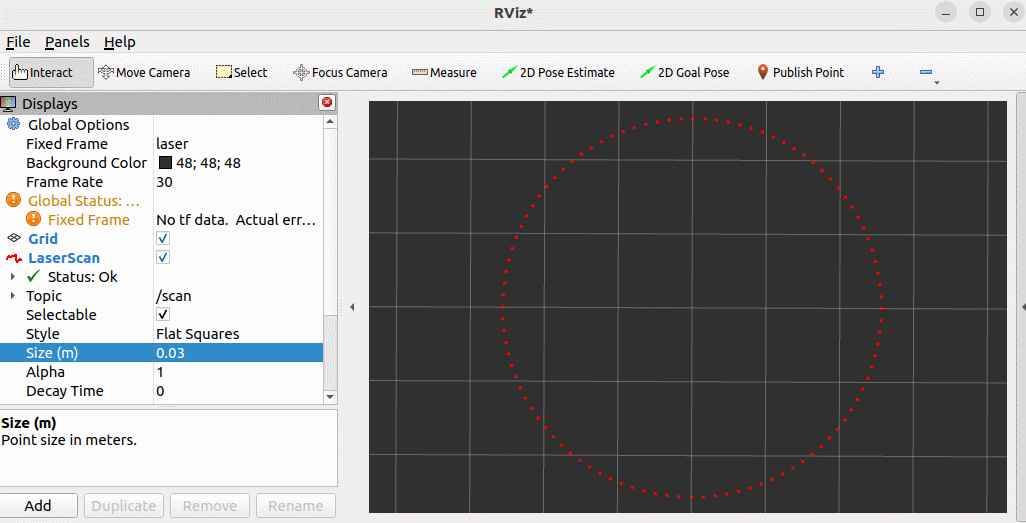 RViz*
File Panels Help
Interact Move Camera Select Focus Camera Measure 2D Pose Estimate 2D Goal Pose Publish Point
Displays
Global Options
Fixed Frame laser
Background Color 48; 48; 48
Frame Rate 30
Global Status: ...
Fixed Frame No tf data. Actual err...
Grid
LaserScan
Status: Ok
Topic /scan
Selectable
Style Flat Squares
Size (m) 0.03
Alpha 1
Decay Time 0
Size (m)
Point size in meters.
Add Duplicate Remove Rename